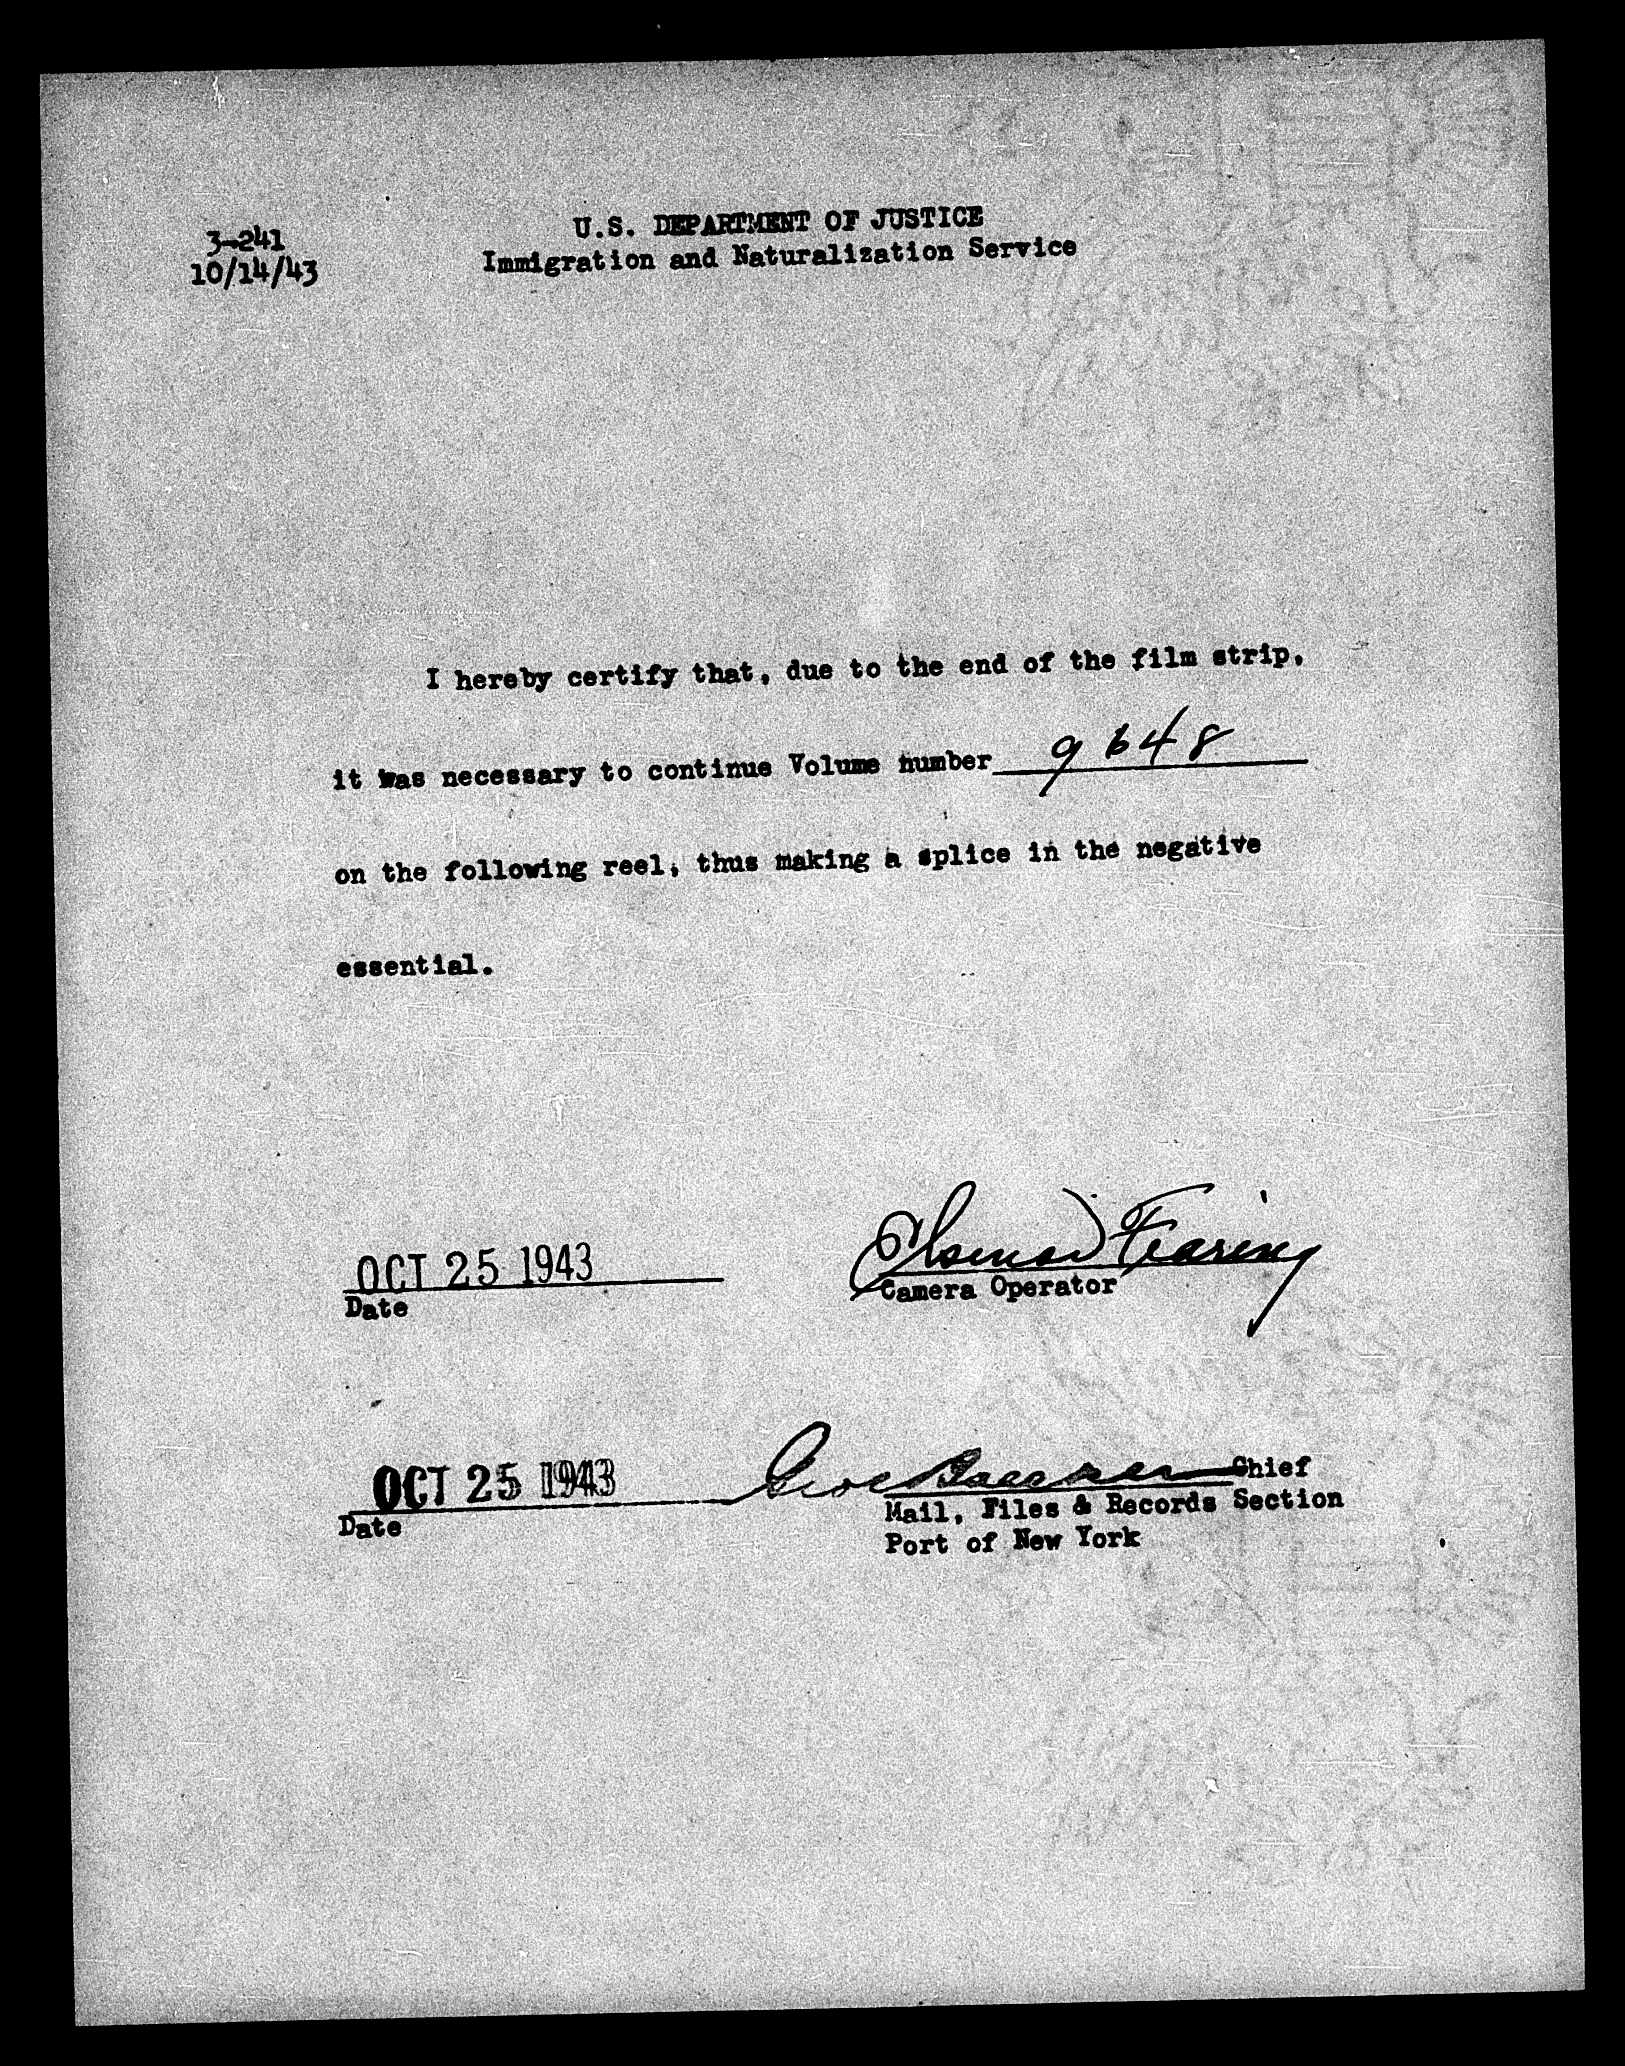 3-241
10/14/43
U.S. DEPARTMENT OF JUSTICE
Immigration and Naturalization Service
I hereby certify that, due to the end of the film strip,
it was necessary to continue Volume number 9648
on the following reel, thus making a splice in the negative
essential.
OCT 25 1943
Date
Camera Operator
OCT 25 1943
Date
Chief
Mail, Files & Records Section
Port of New York